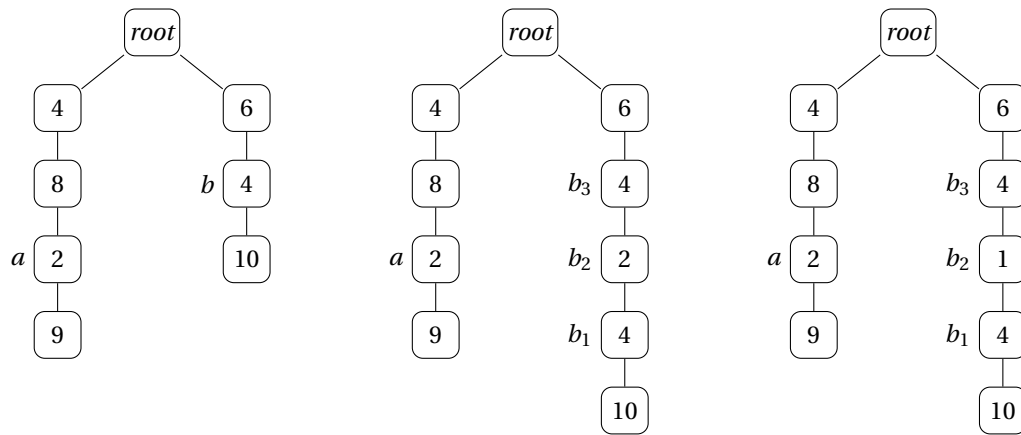 root root root
4 6 4 6 4 6
8 b 4 8 b₃ 4 8 b₃ 4
a 2 10 a 2 b₂ 2 a 2 b₂ 1
9 9 b₁ 4 9 b₁ 4
10 10